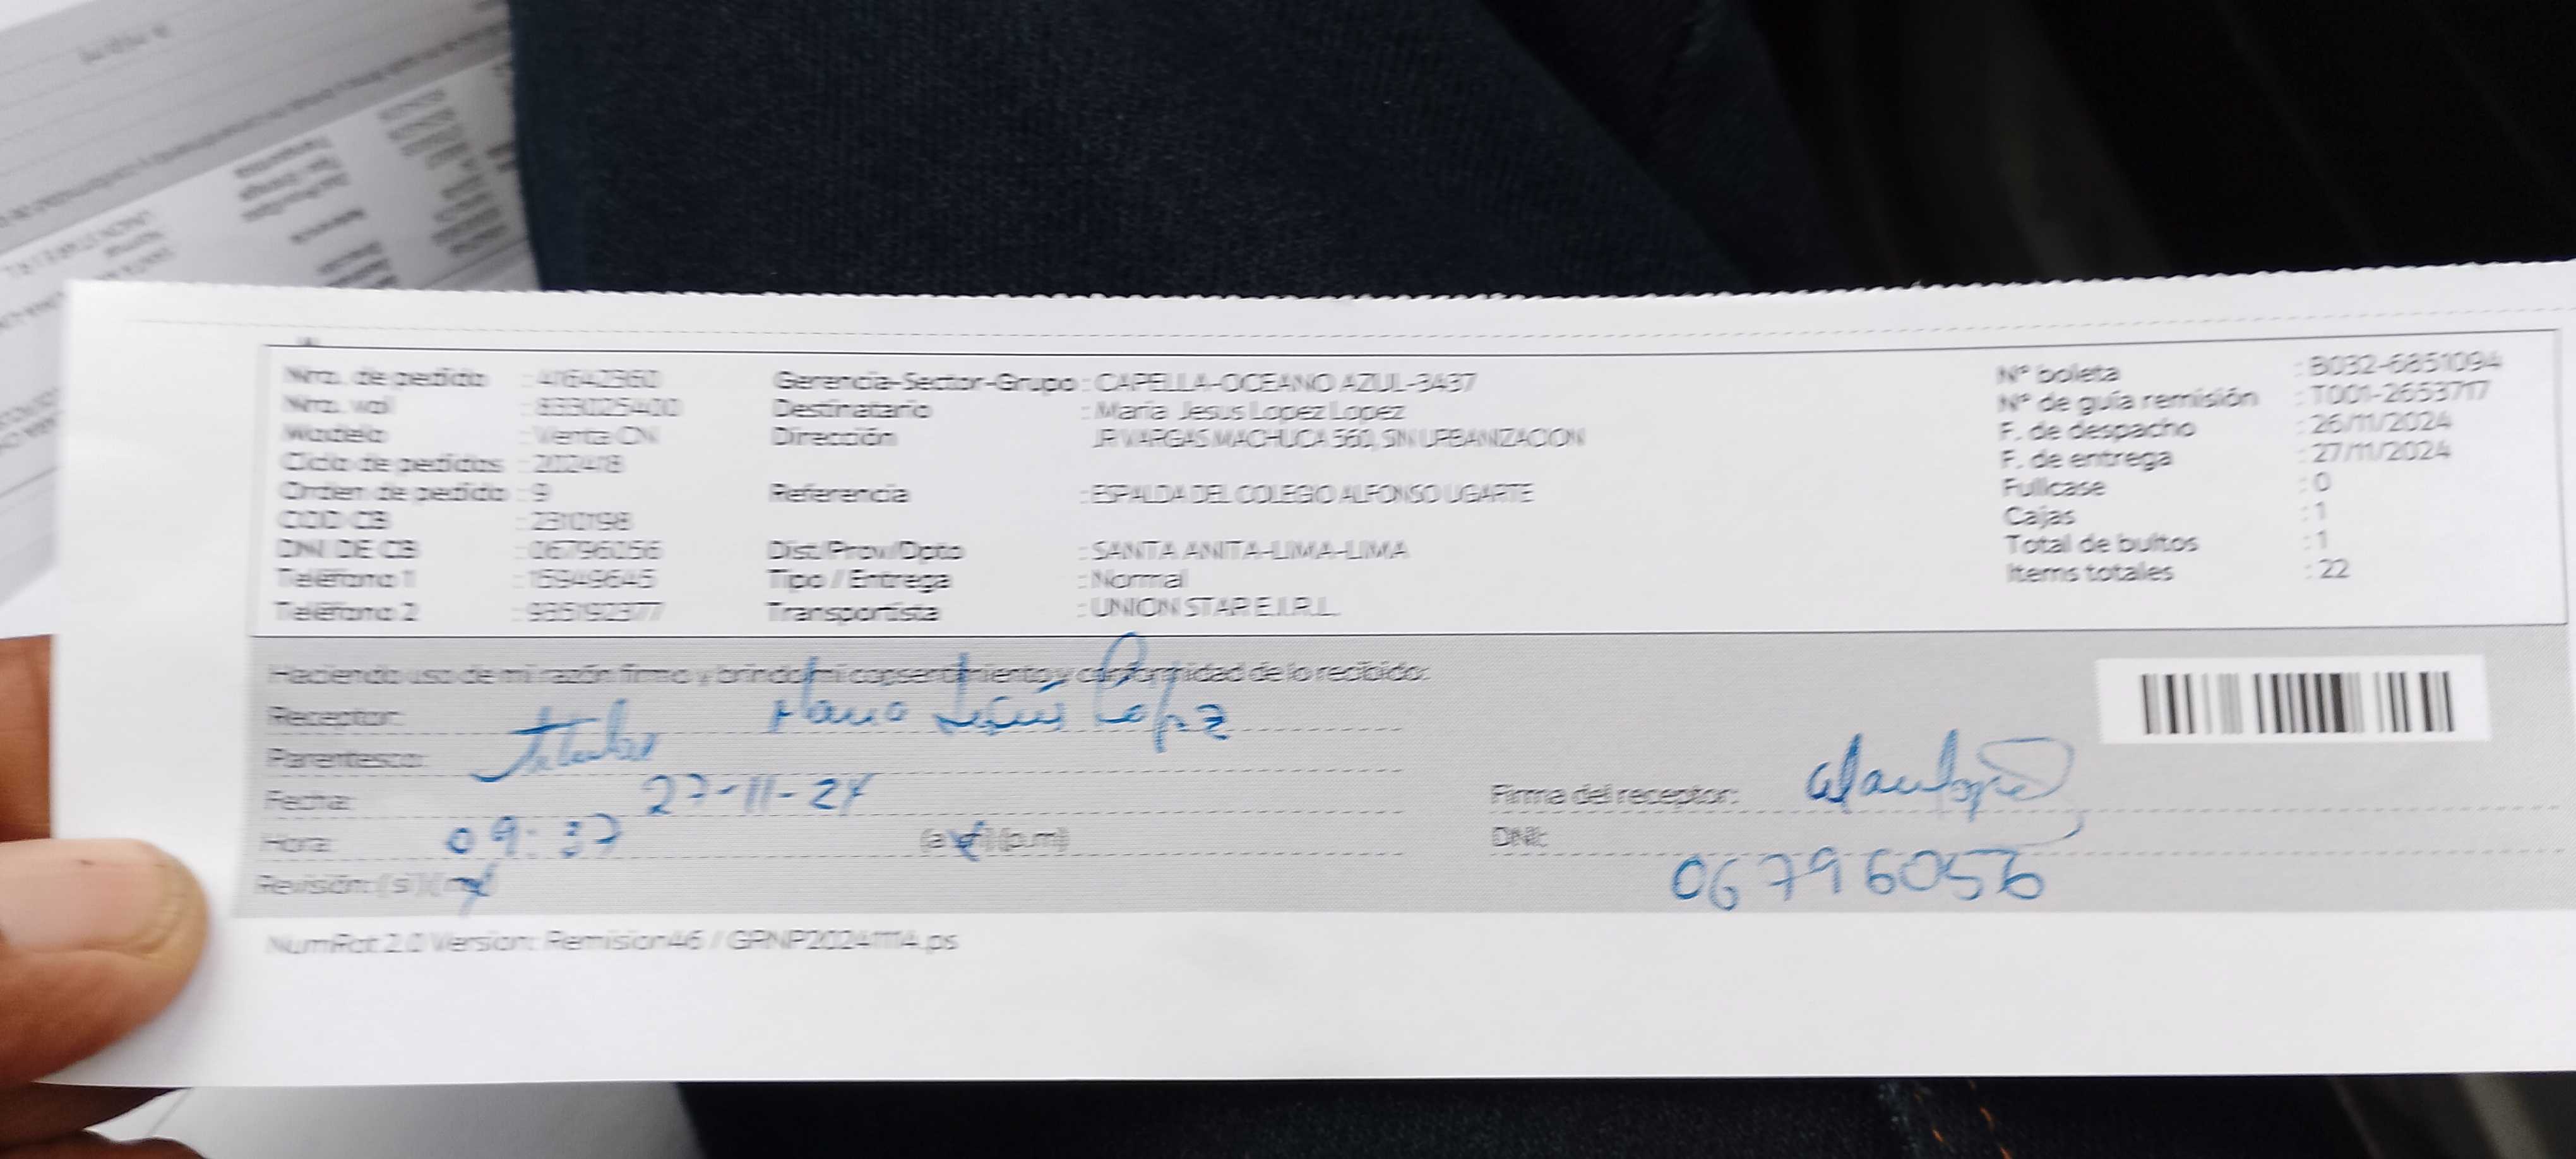 Nro. de pedido : 41642360
Nro. val : 833025400
Modelo : Venta CN
Ciclo de pedidos : 202418
Orden de pedido : 9
COD CB : 2310198
DNI DE CB : 06796056
Teléfono 1 : 15949645
Teléfono 2 : 935192377
Gerencia-Sector-Grupo : CAPELLA-OCEANO AZUL-3437
Destinatario : Maria Jesus Lopez Lopez
Dirección JR VARGAS MACHUCA 560, SN URBANIZACION
Referencia : ESPALDA DEL COLEGIO ALFONSO UGARTE
Dist/Prov/Dpto : SANTA ANITA-LIMA-LIMA
Tipo / Entrega : Normal
Transportista : UNION STAR E.I.R.L.
N° boleta : B032-6851094
N° de guía remisión : T001-2653717
F. de despacho : 26/11/2024
F. de entrega : 27/11/2024
Fullcase : 0
Cajas : 1
Total de bultos : 1
Items totales : 22
Haciendo uso de mi razón firmo y brindo mi consentimiento y conformidad de lo recibido:
Receptor: Maria Jesús Lopez
Parentesco: titular
Fecha: 27-11-24
Hora: 09:37 (a.m) (p.m)
Revisión: (si) (no)
Firma del receptor:
DNI: 06796056
NumRot 2.0 Version: Remision46 / GRNP20241114.ps